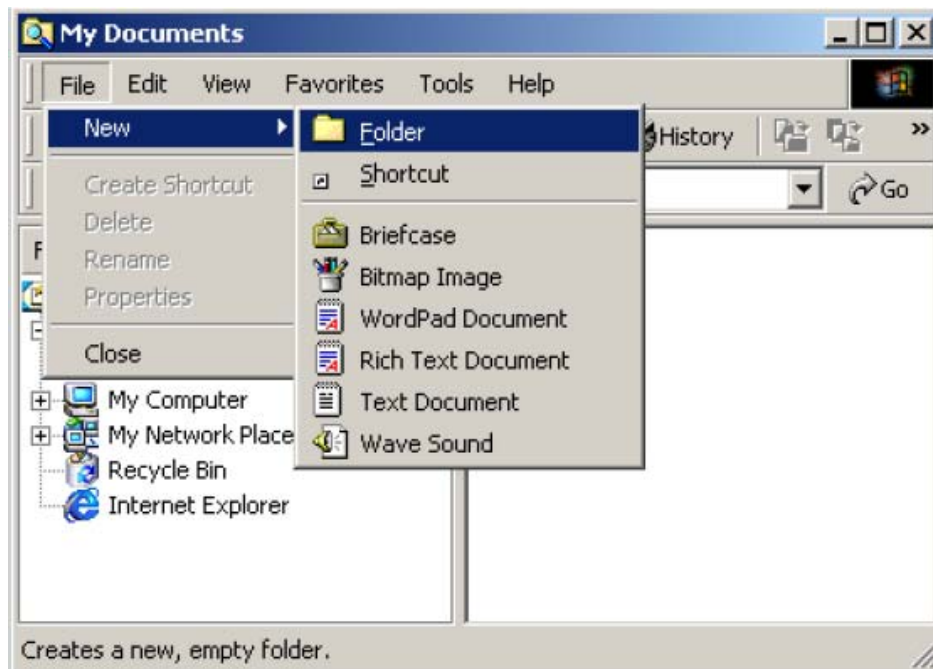 My Documents
File Edit View Favorites Tools Help
History »
Go
New
Create Shortcut
Delete
Rename
Properties
Close
Folder
Shortcut
Briefcase
Bitmap Image
WordPad Document
Rich Text Document
Text Document
Wave Sound
My Computer
My Network Place
Recycle Bin
Internet Explorer
Creates a new, empty folder.